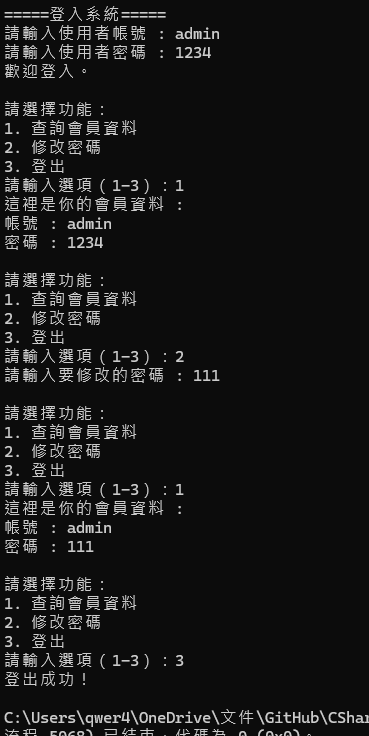 =====登入系統=====
請輸入使用者帳號 : admin
請輸入使用者密碼 : 1234
歡迎登入。
請選擇功能：
1. 查詢會員資料
2. 修改密碼
3. 登出
請輸入選項（1-3）：1
這裡是你的會員資料 :
帳號 : admin
密碼 : 1234
請選擇功能：
1. 查詢會員資料
2. 修改密碼
3. 登出
請輸入選項（1-3）：2
請輸入要修改的密碼 : 111
請選擇功能：
1. 查詢會員資料
2. 修改密碼
3. 登出
請輸入選項（1-3）：1
這裡是你的會員資料 :
帳號 : admin
密碼 : 111
請選擇功能：
1. 查詢會員資料
2. 修改密碼
3. 登出
請輸入選項（1-3）：3
登出成功！
C:\Users\qwer4\OneDrive\文件\GitHub\CShar
流程 5068) 已結束，代碼為 0 (0x0)。